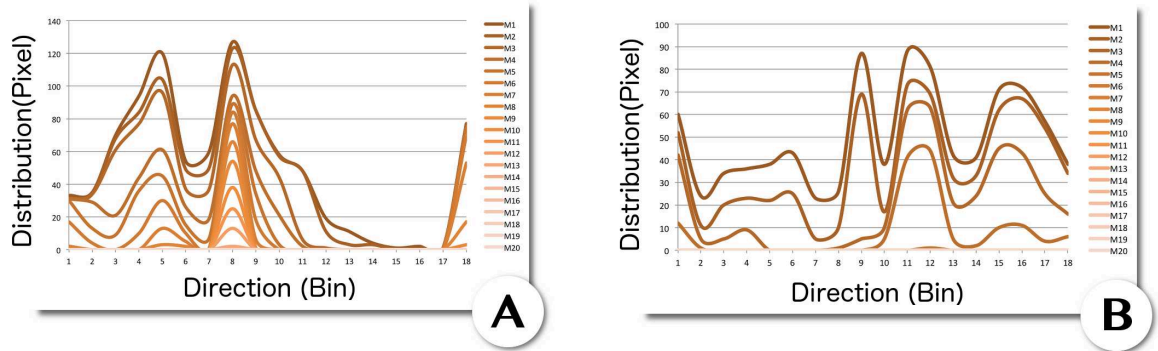 Distribution(Pixel)
140
120
100
80
60
40
20
0
1 2 3 4 5 6 7 8 9 10 11 12 13 14 15 16 17 18
Direction (Bin)
M1
M2
M3
M4
M5
M6
M7
M8
M9
M10
M11
M12
M13
M14
M15
M16
M17
M18
M19
M20
A
Distribution(Pixel)
100
90
80
70
60
50
40
30
20
10
0
1 2 3 4 5 6 7 8 9 10 11 12 13 14 15 16 17 18
Direction (Bin)
M1
M2
M3
M4
M5
M6
M7
M8
M9
M10
M11
M12
M13
M14
M15
M16
M17
M18
M19
M20
B